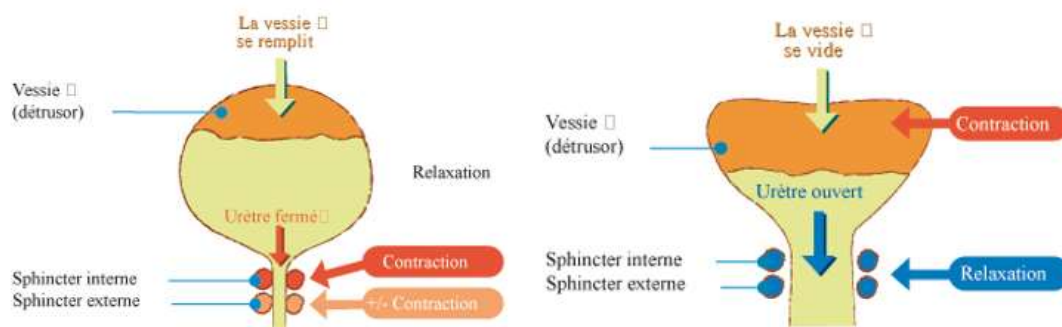 La vessie
se remplit
Vessie
(détrusor)
Relaxation
Urètre fermé
Sphincter interne
Sphincter externe
Contraction
+/- Contraction
La vessie
se vide
Vessie
(détrusor)
Contraction
Urètre ouvert
Sphincter interne
Sphincter externe
Relaxation